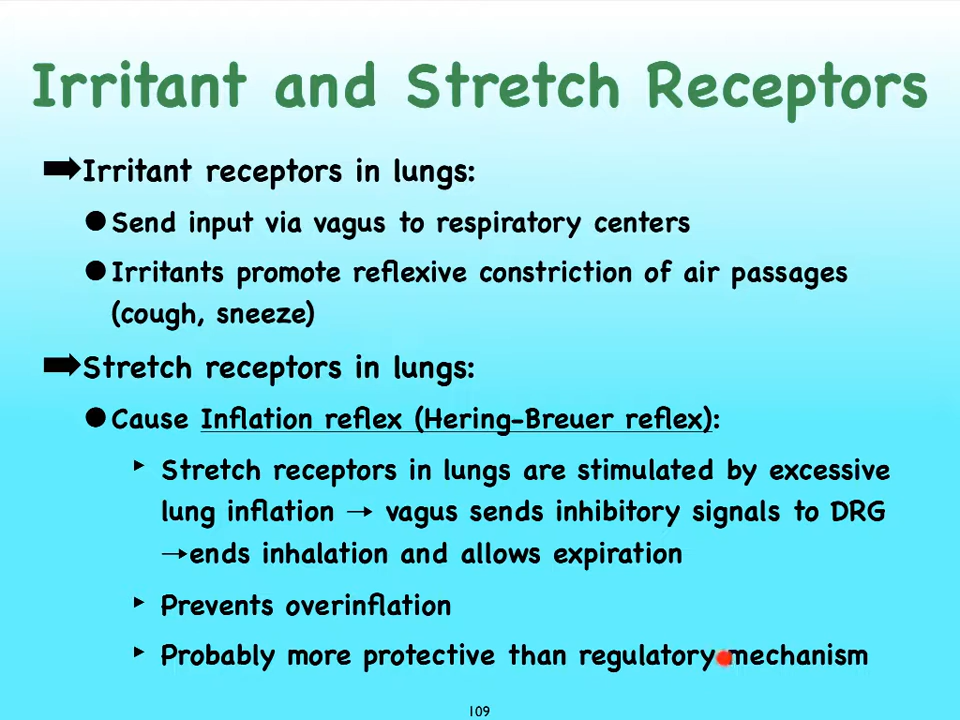 Irritant and Stretch Receptors
➡Irritant receptors in lungs:
●Send input via vagus to respiratory centers
●Irritants promote reflexive constriction of air passages
(cough, sneeze)
➡Stretch receptors in lungs:
●Cause Inflation reflex (Hering-Breuer reflex):
‣ Stretch receptors in lungs are stimulated by excessive
lung inflation → vagus sends inhibitory signals to DRG
→ends inhalation and allows expiration
‣ Prevents overinflation
‣ Probably more protective than regulatory mechanism
109